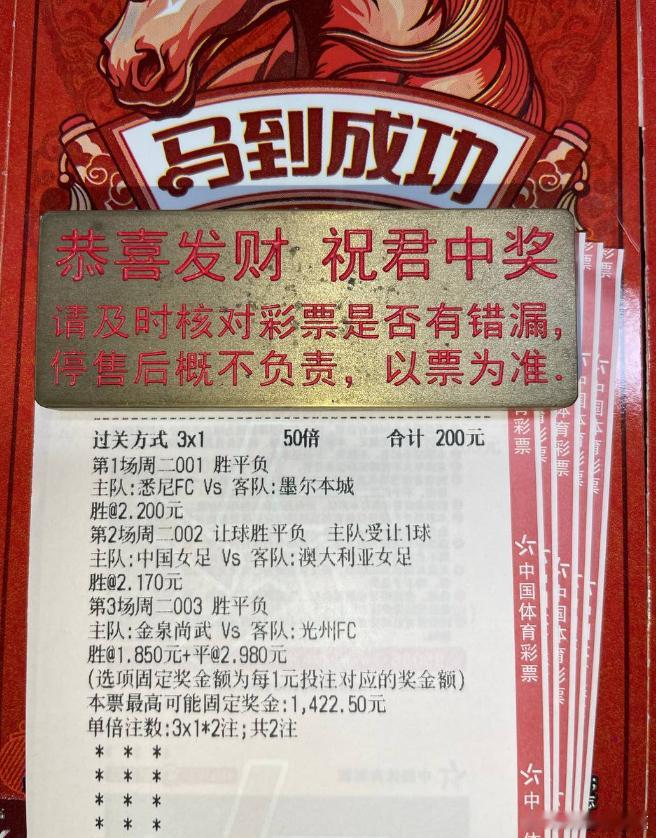 马到成功
恭喜发财 祝君中奖
请及时核对彩票是否有错漏,
停售后概不负责, 以票为准.
过关方式 3x1 50倍 合计 200元
第1场周二001 胜平负
主队:悉尼FC Vs 客队:墨尔本城
胜@2.200元
第2场周二002 让球胜平负 主队受让1球
主队:中国女足 Vs 客队:澳大利亚女足
胜@2.170元
第3场周二003 胜平负
主队:金泉尚武 Vs 客队:光州FC
胜@1.850元+平@2.980元
(选项固定奖金额为每1元投注对应的奖金额)
本票最高可能固定奖金:1,422.50元
单倍注数:3x1*2注;共2注
* * *
* * *
* * *
* * *
中国体育彩票
中国体育彩票
中国体育彩票